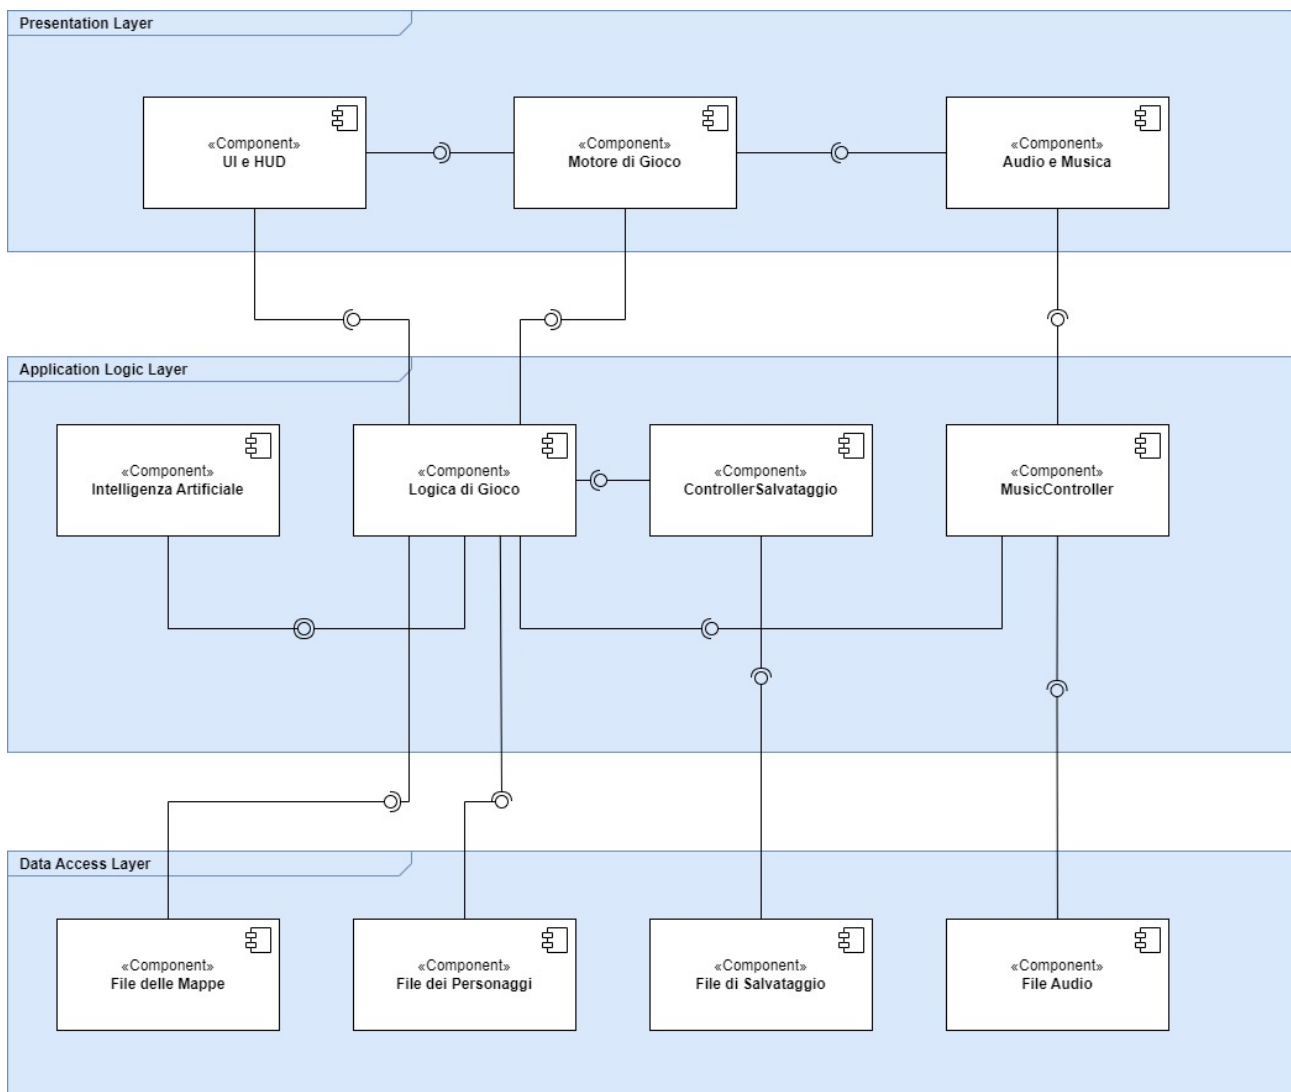 Presentation Layer
«Component»
UI e HUD
«Component»
Motore di Gioco
«Component»
Audio e Musica
Application Logic Layer
«Component»
Intelligenza Artificiale
«Component»
Logica di Gioco
«Component»
ControllerSalvataggio
«Component»
MusicController
Data Access Layer
«Component»
File delle Mappe
«Component»
File dei Personaggi
«Component»
File di Salvataggio
«Component»
File Audio